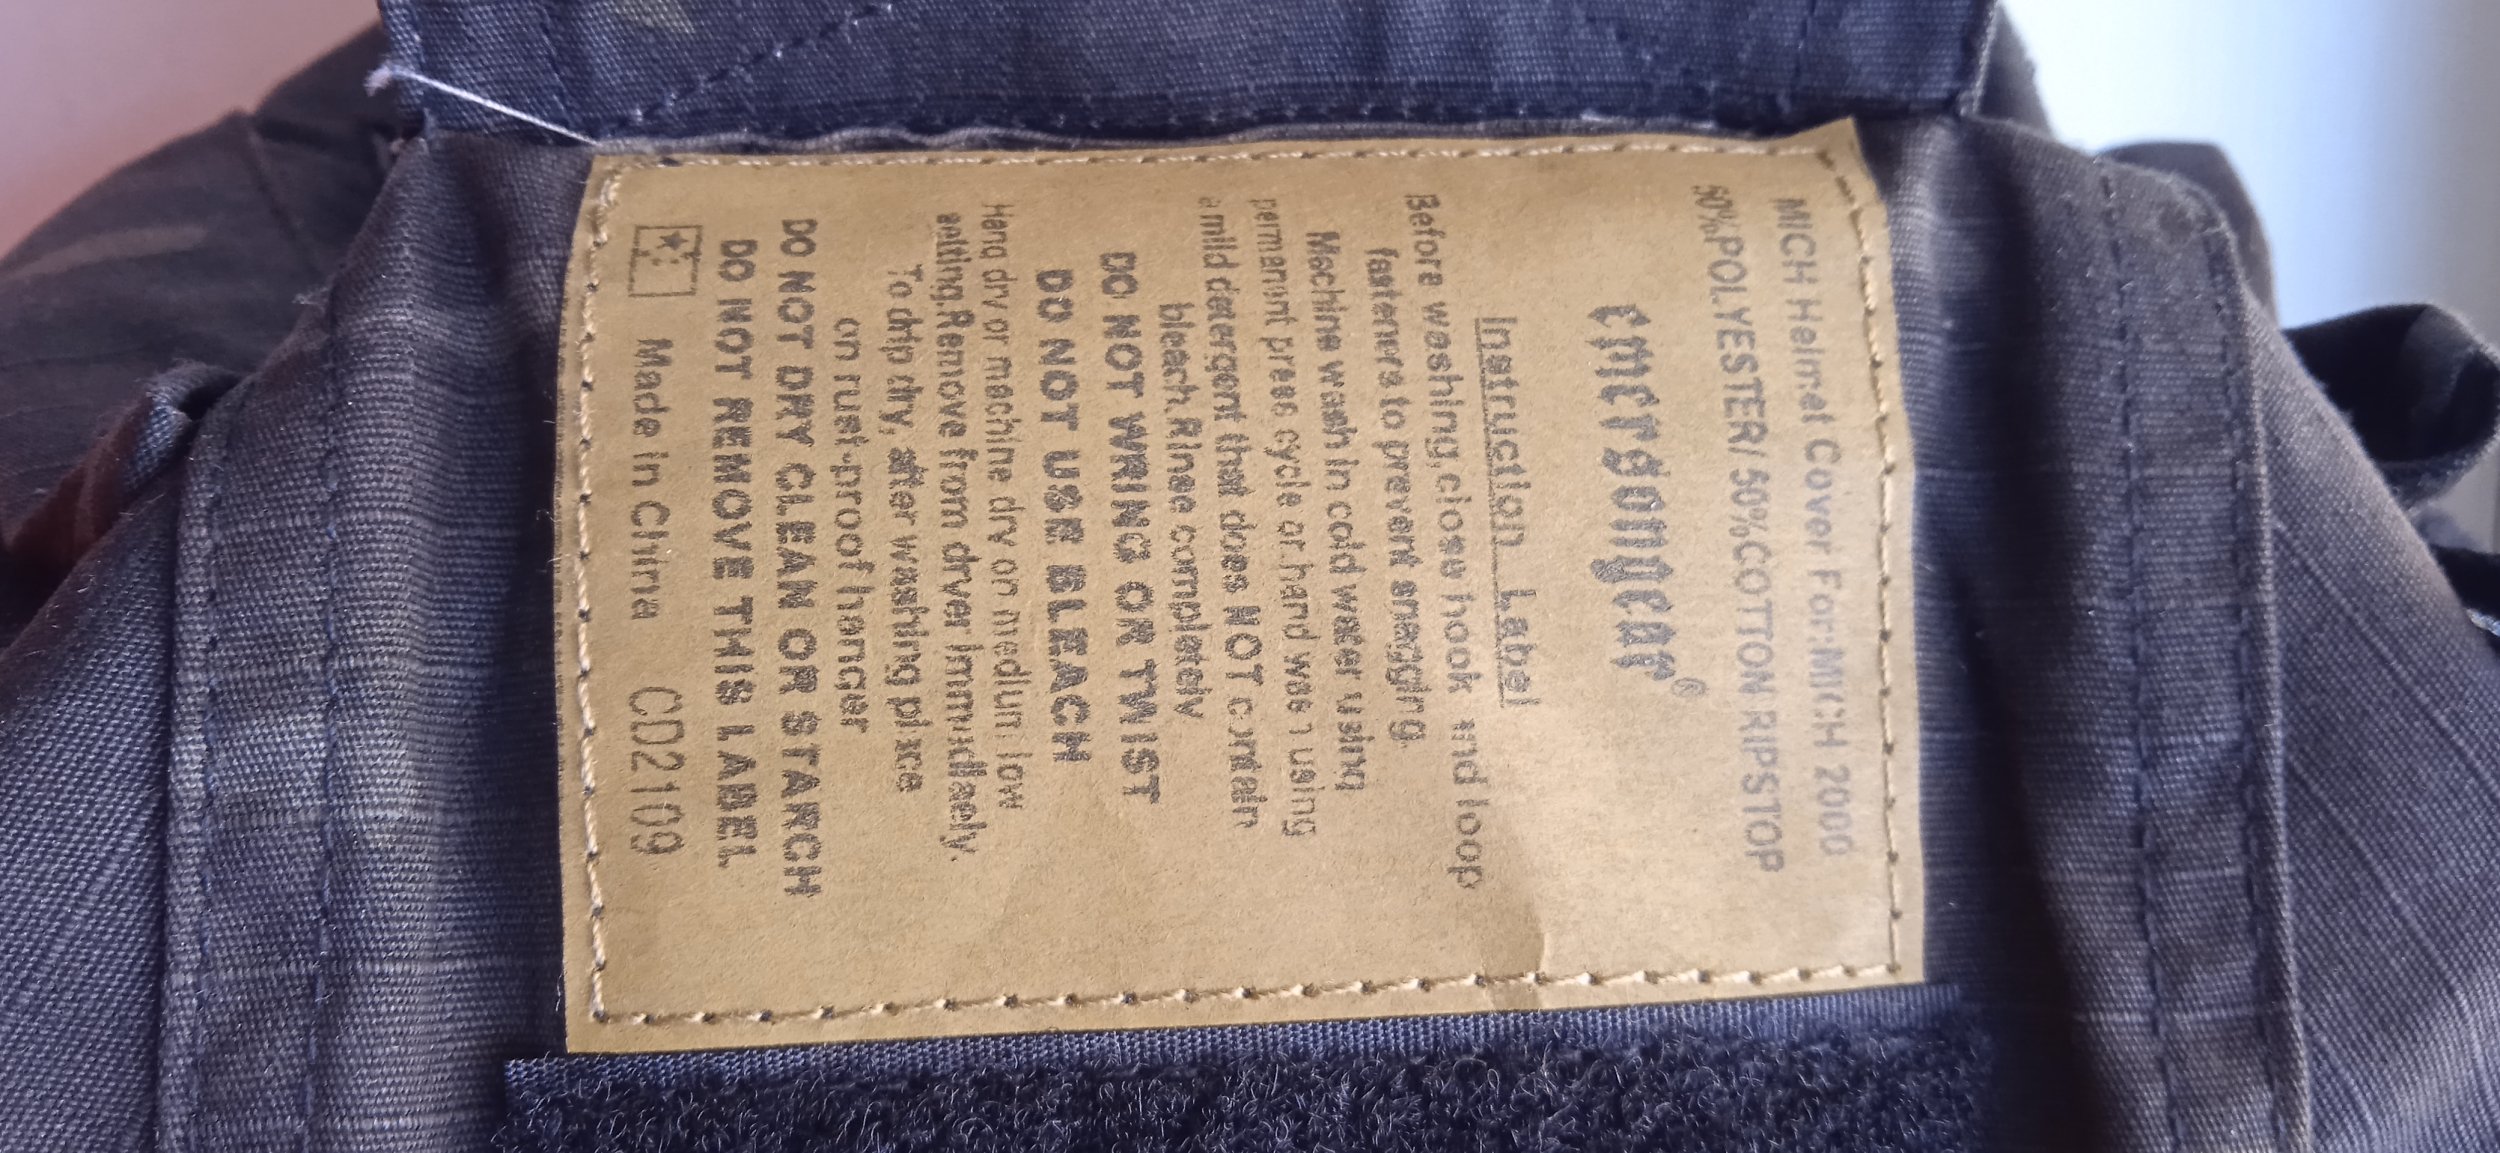 MICH Helmet Cover For:MICH 2000
50%POLYESTER/ 50%COTTON RIPSTOP
emersongear®
Instruction Label
Before washing,close hook and loop
fasteners to prevent snagging.
Machine wash in cold water using
permanent press cycle or hand wash using
a mild detergent that does NOT contain
bleach.Rinse completely
DO NOT WRING OR TWIST
DO NOT USE BLEACH
Hang dry or machine dry on medium low
setting.Remove from dryer immediately.
To drip dry, after washing place
on rust-proof hanger
DO NOT DRY CLEAN OR STARCH
DO NOT REMOVE THIS LABEL
Made in China CD2109